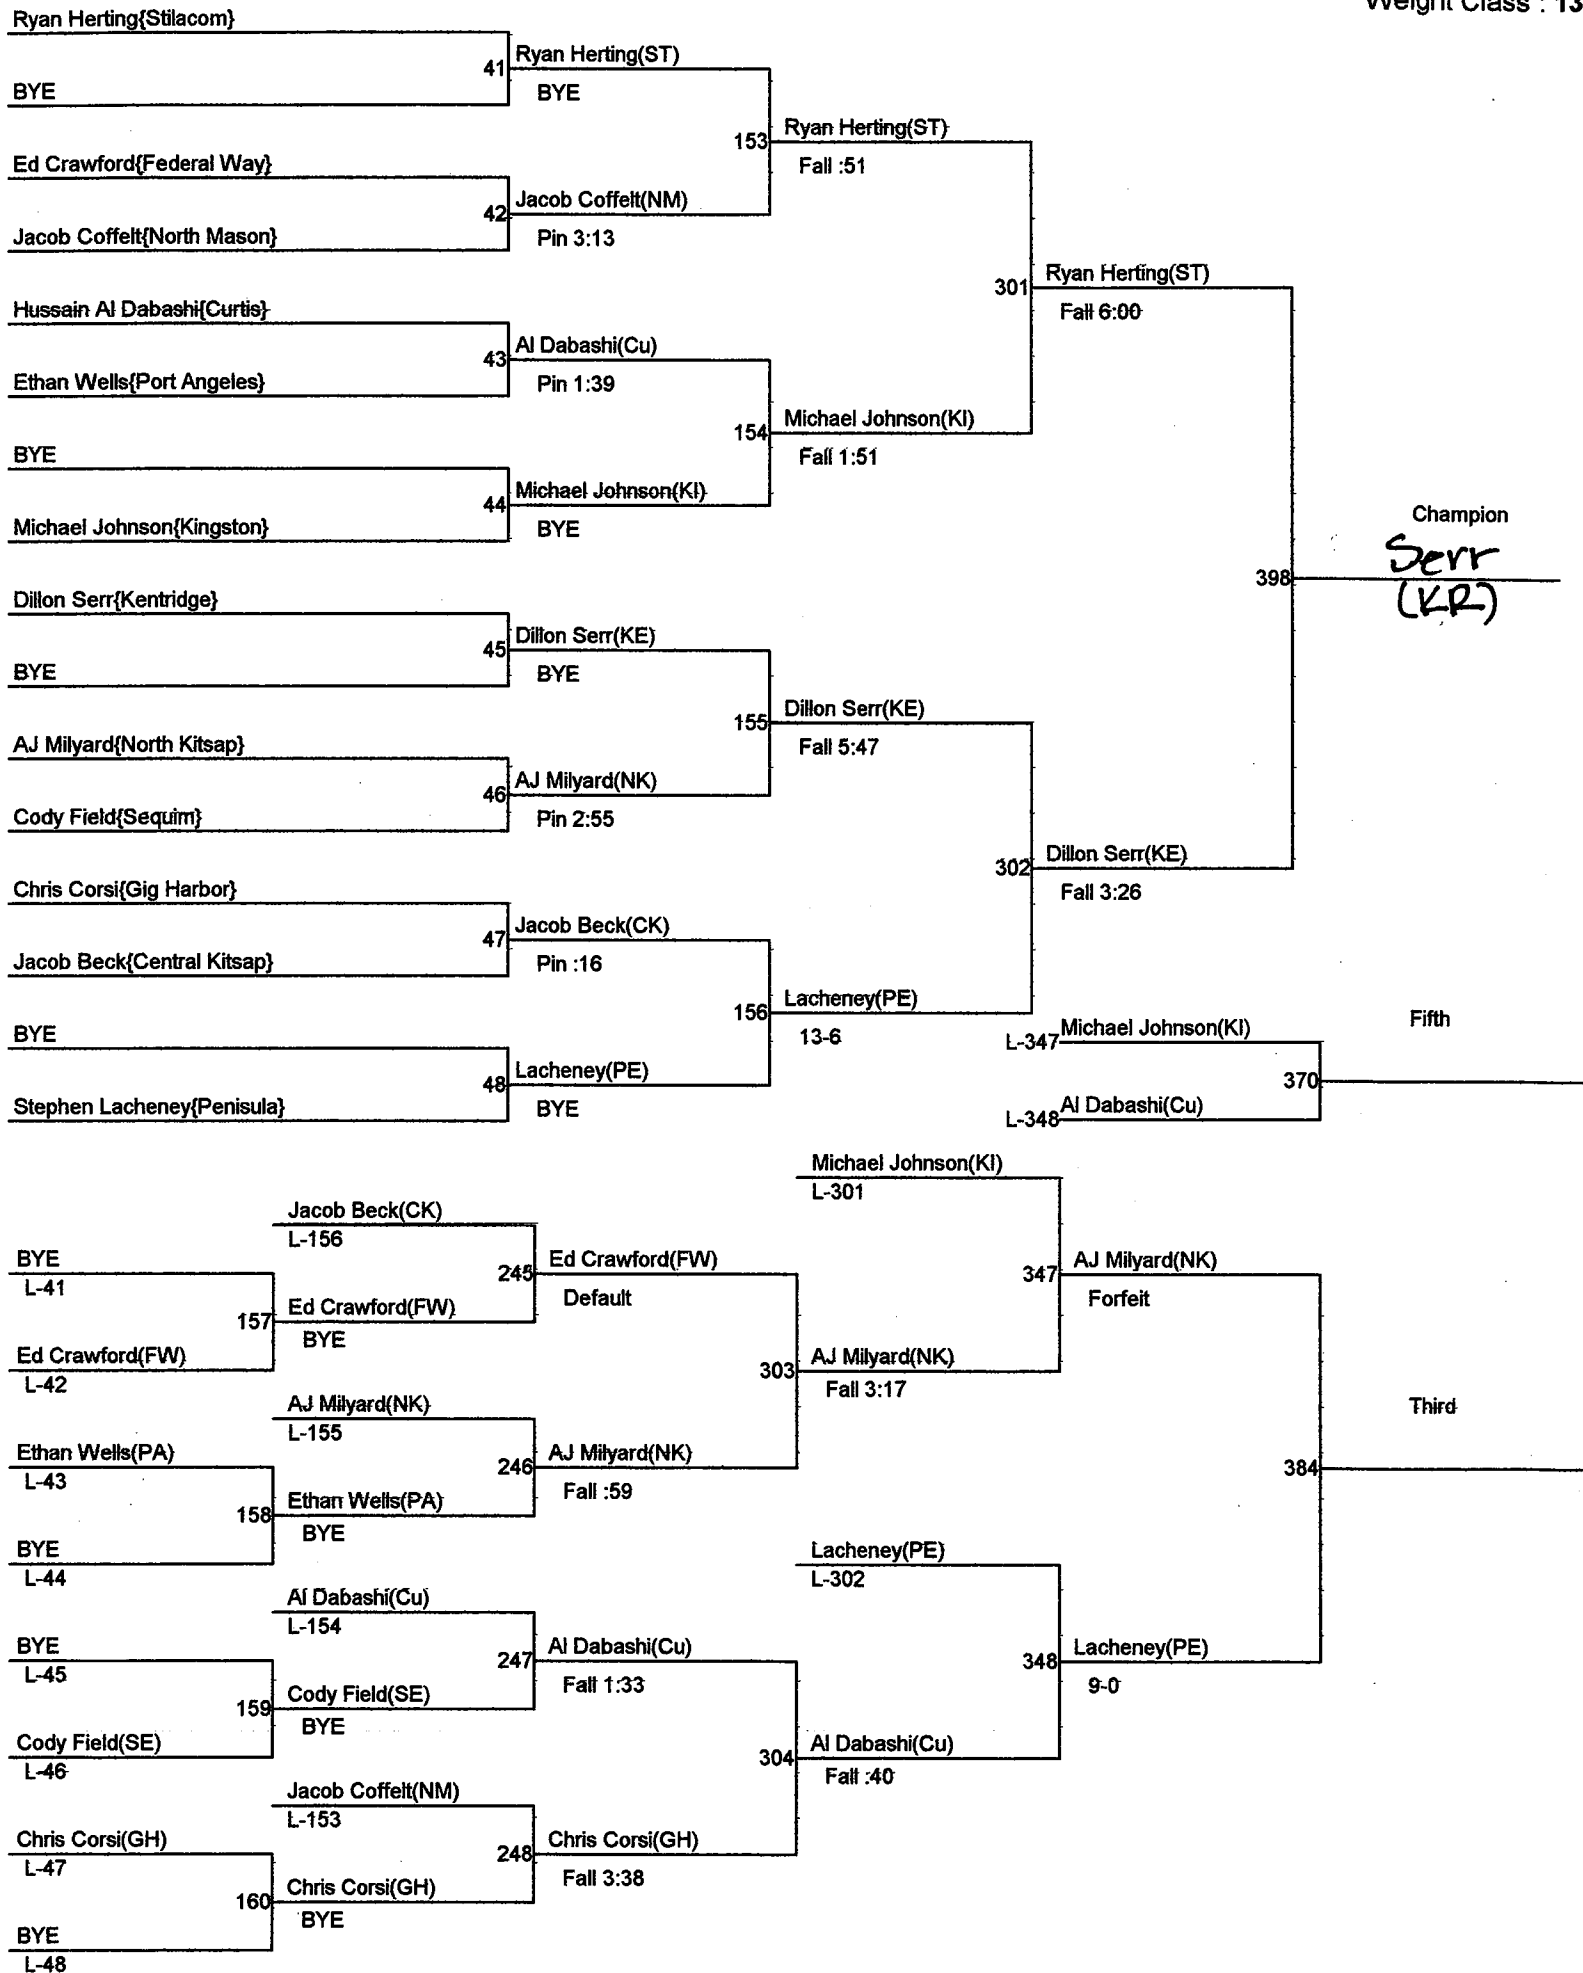 Weight Class : 13
Ryan Herting{Stilacom}
41 Ryan Herting(ST)
BYE
BYE
153 Ryan Herting(ST)
Fall :51
Ed Crawford{Federal Way}
42 Jacob Coffelt(NM)
Jacob Coffelt{North Mason}
Pin 3:13
301 Ryan Herting(ST)
Fall 6:00
Hussain Al Dabashi{Curtis}
43 Al Dabashi(Cu)
Ethan Wells{Port Angeles}
Pin 1:39
154 Michael Johnson(KI)
Fall 1:51
BYE
44 Michael Johnson(KI)
Michael Johnson{Kingston}
BYE
Champion
398 Serr
(KR)
Dillon Serr{Kentridge}
45 Dillon Serr(KE)
BYE
BYE
155 Dillon Serr(KE)
Fall 5:47
AJ Milyard{North Kitsap}
46 AJ Milyard(NK)
Cody Field{Sequim}
Pin 2:55
302 Dillon Serr(KE)
Fall 3:26
Chris Corsi{Gig Harbor}
47 Jacob Beck(CK)
Jacob Beck{Central Kitsap}
Pin :16
156 Lacheney(PE)
13-6
BYE
48 Lacheney(PE)
Stephen Lacheney{Penisula}
BYE
L-347 Michael Johnson(KI)
Fifth
370
L-348 Al Dabashi(Cu)
Michael Johnson(KI)
L-301
Jacob Beck(CK)
L-156
BYE
L-41
245 Ed Crawford(FW)
Default
347 AJ Milyard(NK)
Forfeit
157 Ed Crawford(FW)
BYE
Ed Crawford(FW)
L-42
303 AJ Milyard(NK)
Fall 3:17
AJ Milyard(NK)
L-155
Third
Ethan Wells(PA)
L-43
246 AJ Milyard(NK)
Fall :59
384
158 Ethan Wells(PA)
BYE
BYE
L-44
Lacheney(PE)
L-302
Al Dabashi(Cu)
L-154
BYE
L-45
247 Al Dabashi(Cu)
Fall 1:33
348 Lacheney(PE)
9-0
159 Cody Field(SE)
BYE
Cody Field(SE)
L-46
304 Al Dabashi(Cu)
Fall :40
Jacob Coffelt(NM)
L-153
Chris Corsi(GH)
L-47
248 Chris Corsi(GH)
Fall 3:38
160 Chris Corsi(GH)
BYE
BYE
L-48